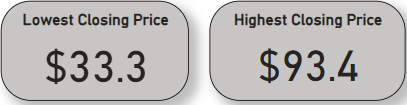 Lowest Closing Price
$33.3
Highest Closing Price
$93.4